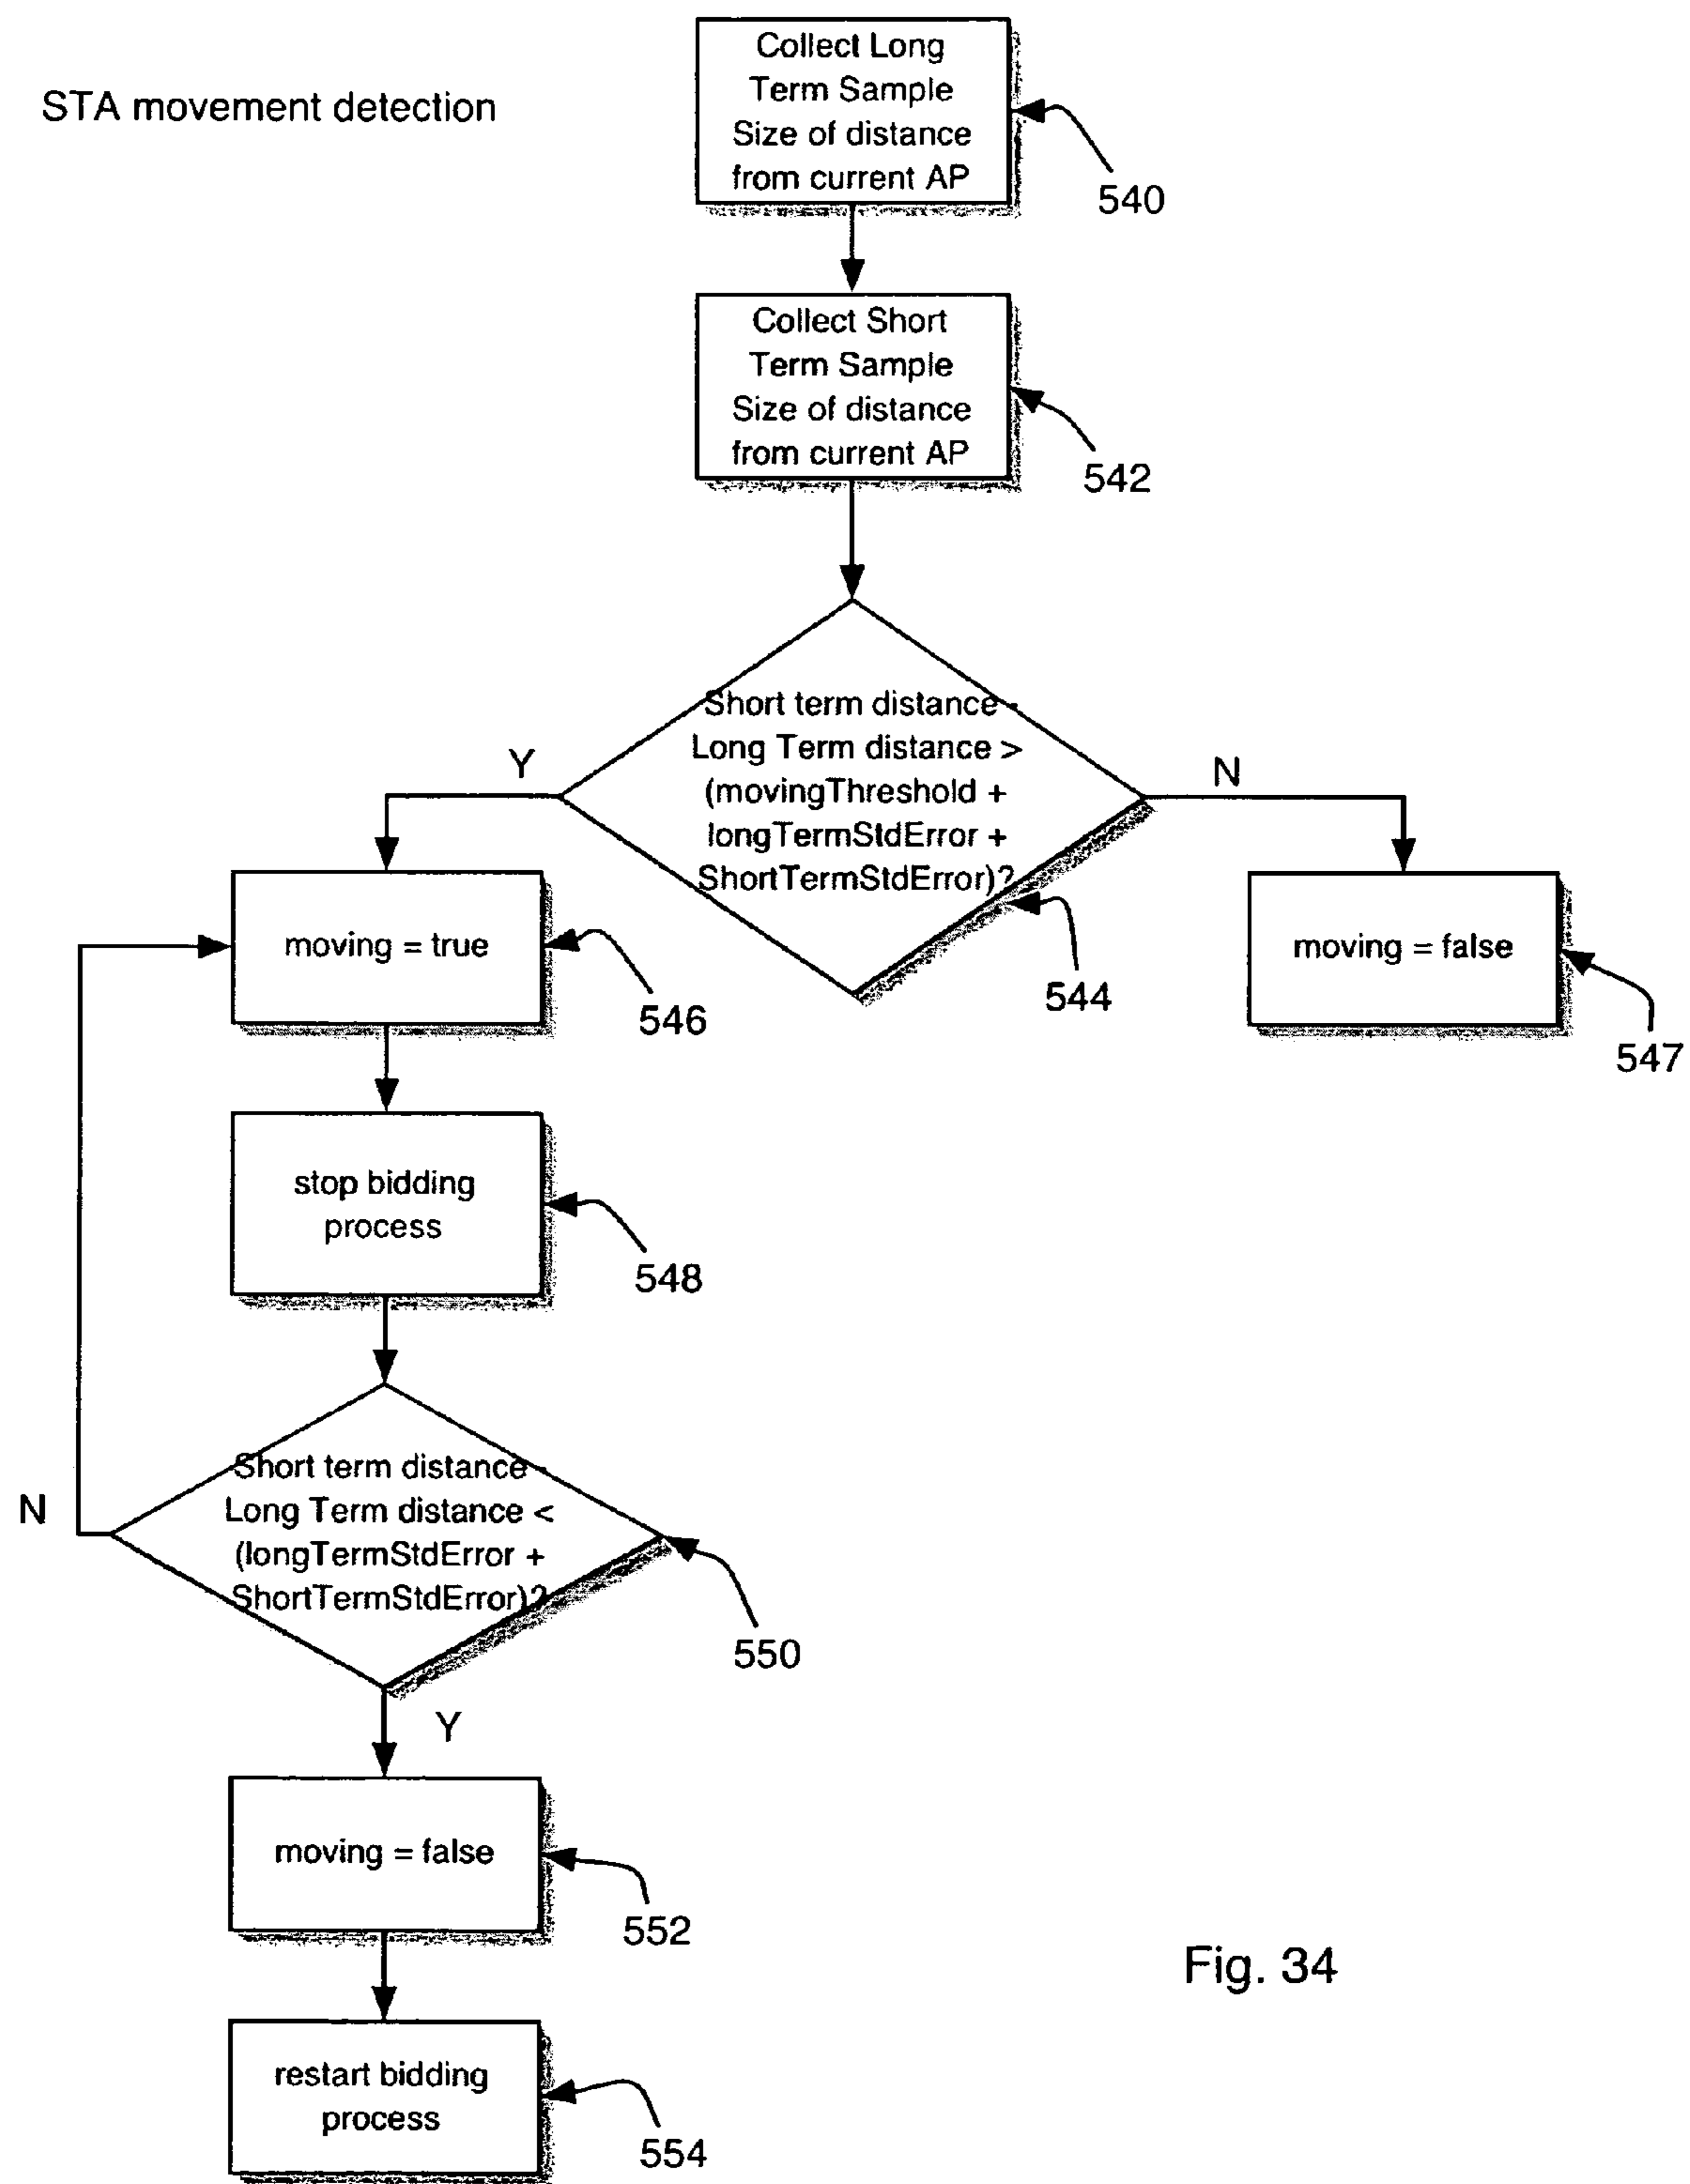 STA movement detection
Collect Long
Term Sample
Size of distance
from current AP
540
Collect Short
Term Sample
Size of distance
from current AP
542
Short term distance -
Long Term distance >
(movingThreshold +
longTermStdError +
ShortTermStdError)?
Y
N
544
moving = true
546
moving = false
547
stop bidding
process
548
Short term distance -
Long Term distance <
(longTermStdError +
ShortTermStdError)?
N
550
Y
moving = false
552
restart bidding
process
554
Fig. 34